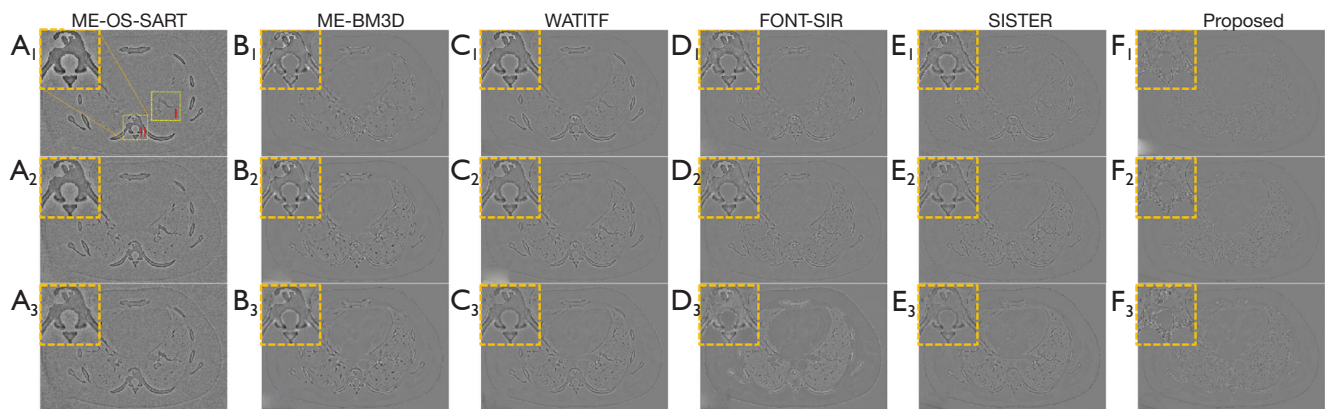 ME-OS-SART ME-BM3D WATITF FONT-SIR SISTER Proposed
A1 B1 C1 D1 E1 F1
I
II
A2 B2 C2 D2 E2 F2
A3 B3 C3 D3 E3 F3